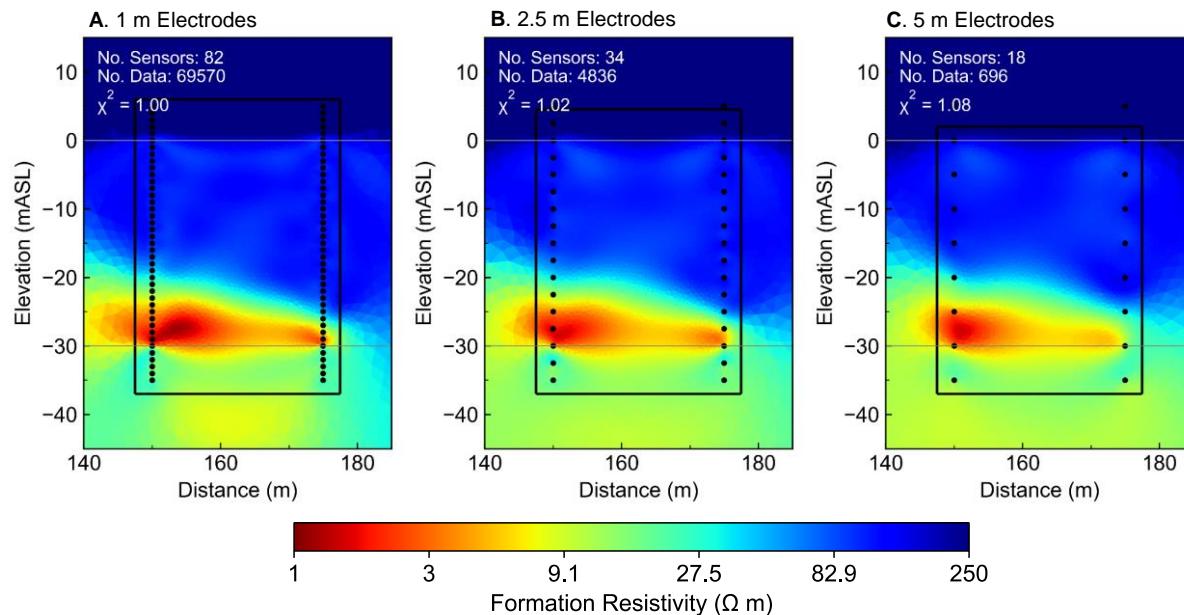 A. 1 m Electrodes
No. Sensors: 82
No. Data: 69570
χ² = 1.00
10
0
−10
−20
−30
−40
Elevation (mASL)
140
160
180
Distance (m)
B. 2.5 m Electrodes
No. Sensors: 34
No. Data: 4836
χ² = 1.02
10
0
−10
−20
−30
−40
Elevation (mASL)
140
160
180
Distance (m)
C. 5 m Electrodes
No. Sensors: 18
No. Data: 696
χ² = 1.08
10
0
−10
−20
−30
−40
Elevation (mASL)
140
160
180
Distance (m)
1
3
9.1
27.5
82.9
250
Formation Resistivity (Ω m)